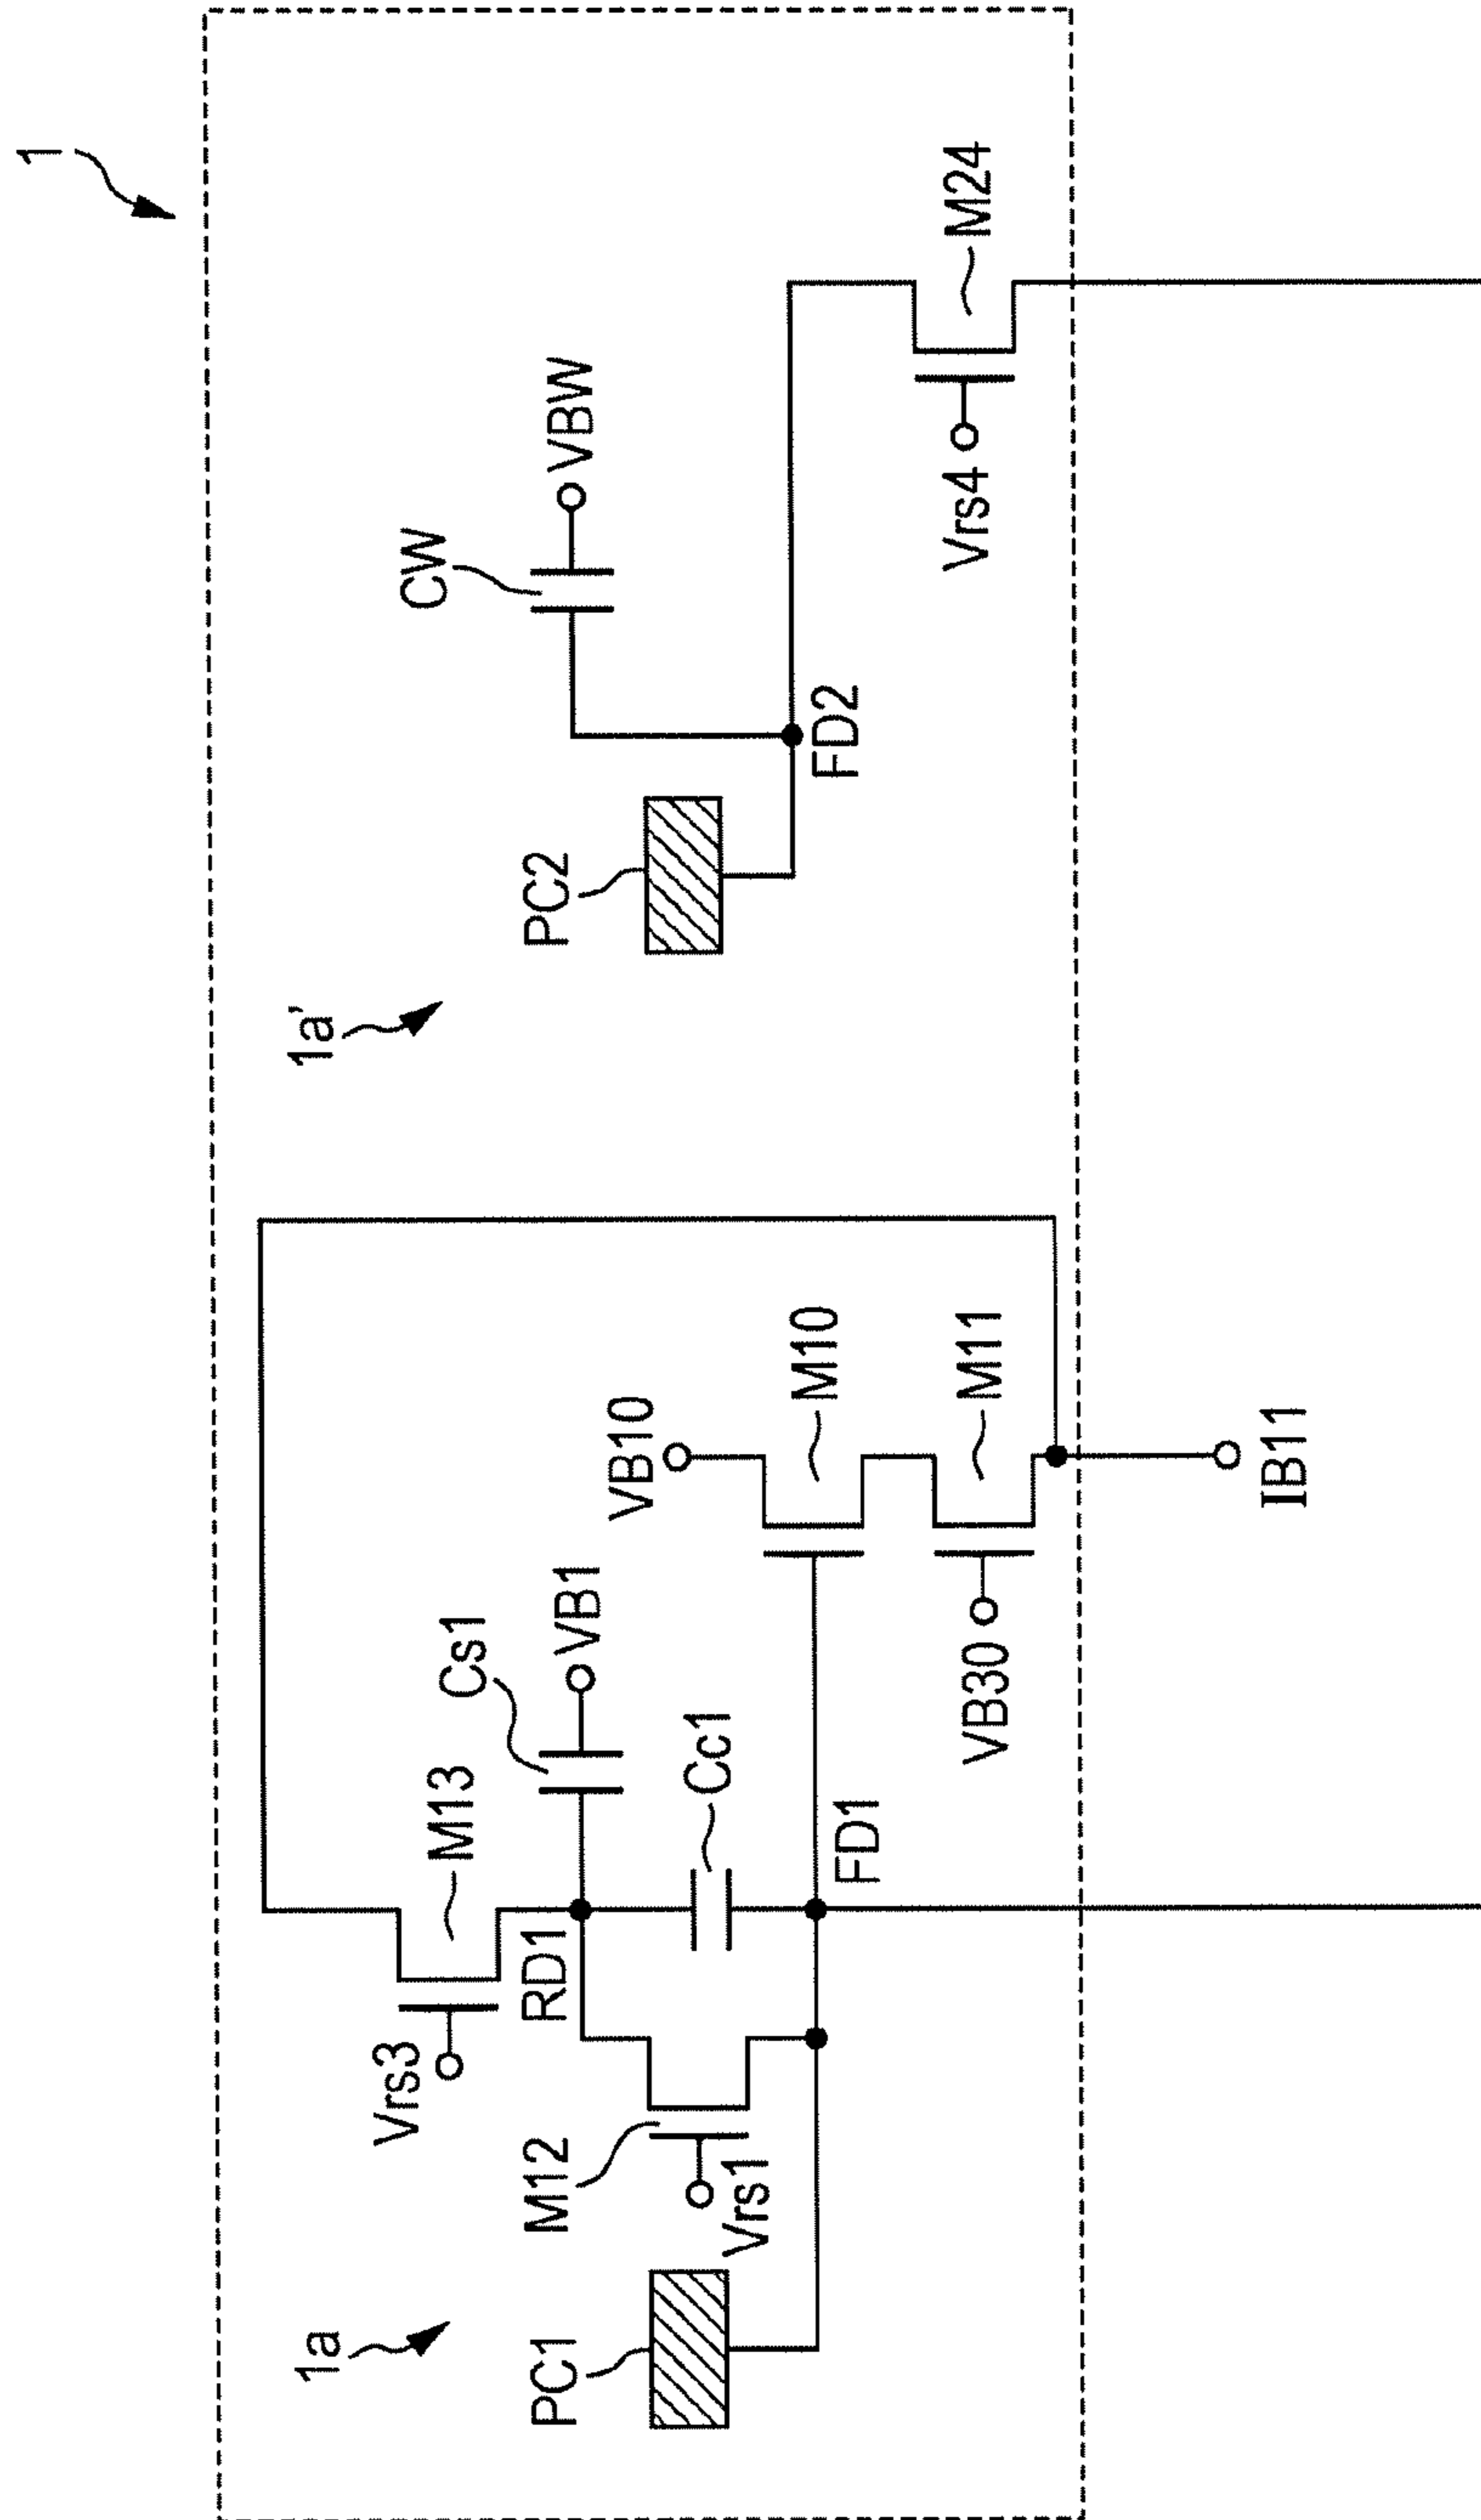 1
1a
1a'
PC1
M12
Vrs1
Vrs3
M13
RD1
Cs1
VB1
Cc1
FD1
VB10
M10
VB30
M11
IB11
PC2
CW
VBW
FD2
Vrs4
M24